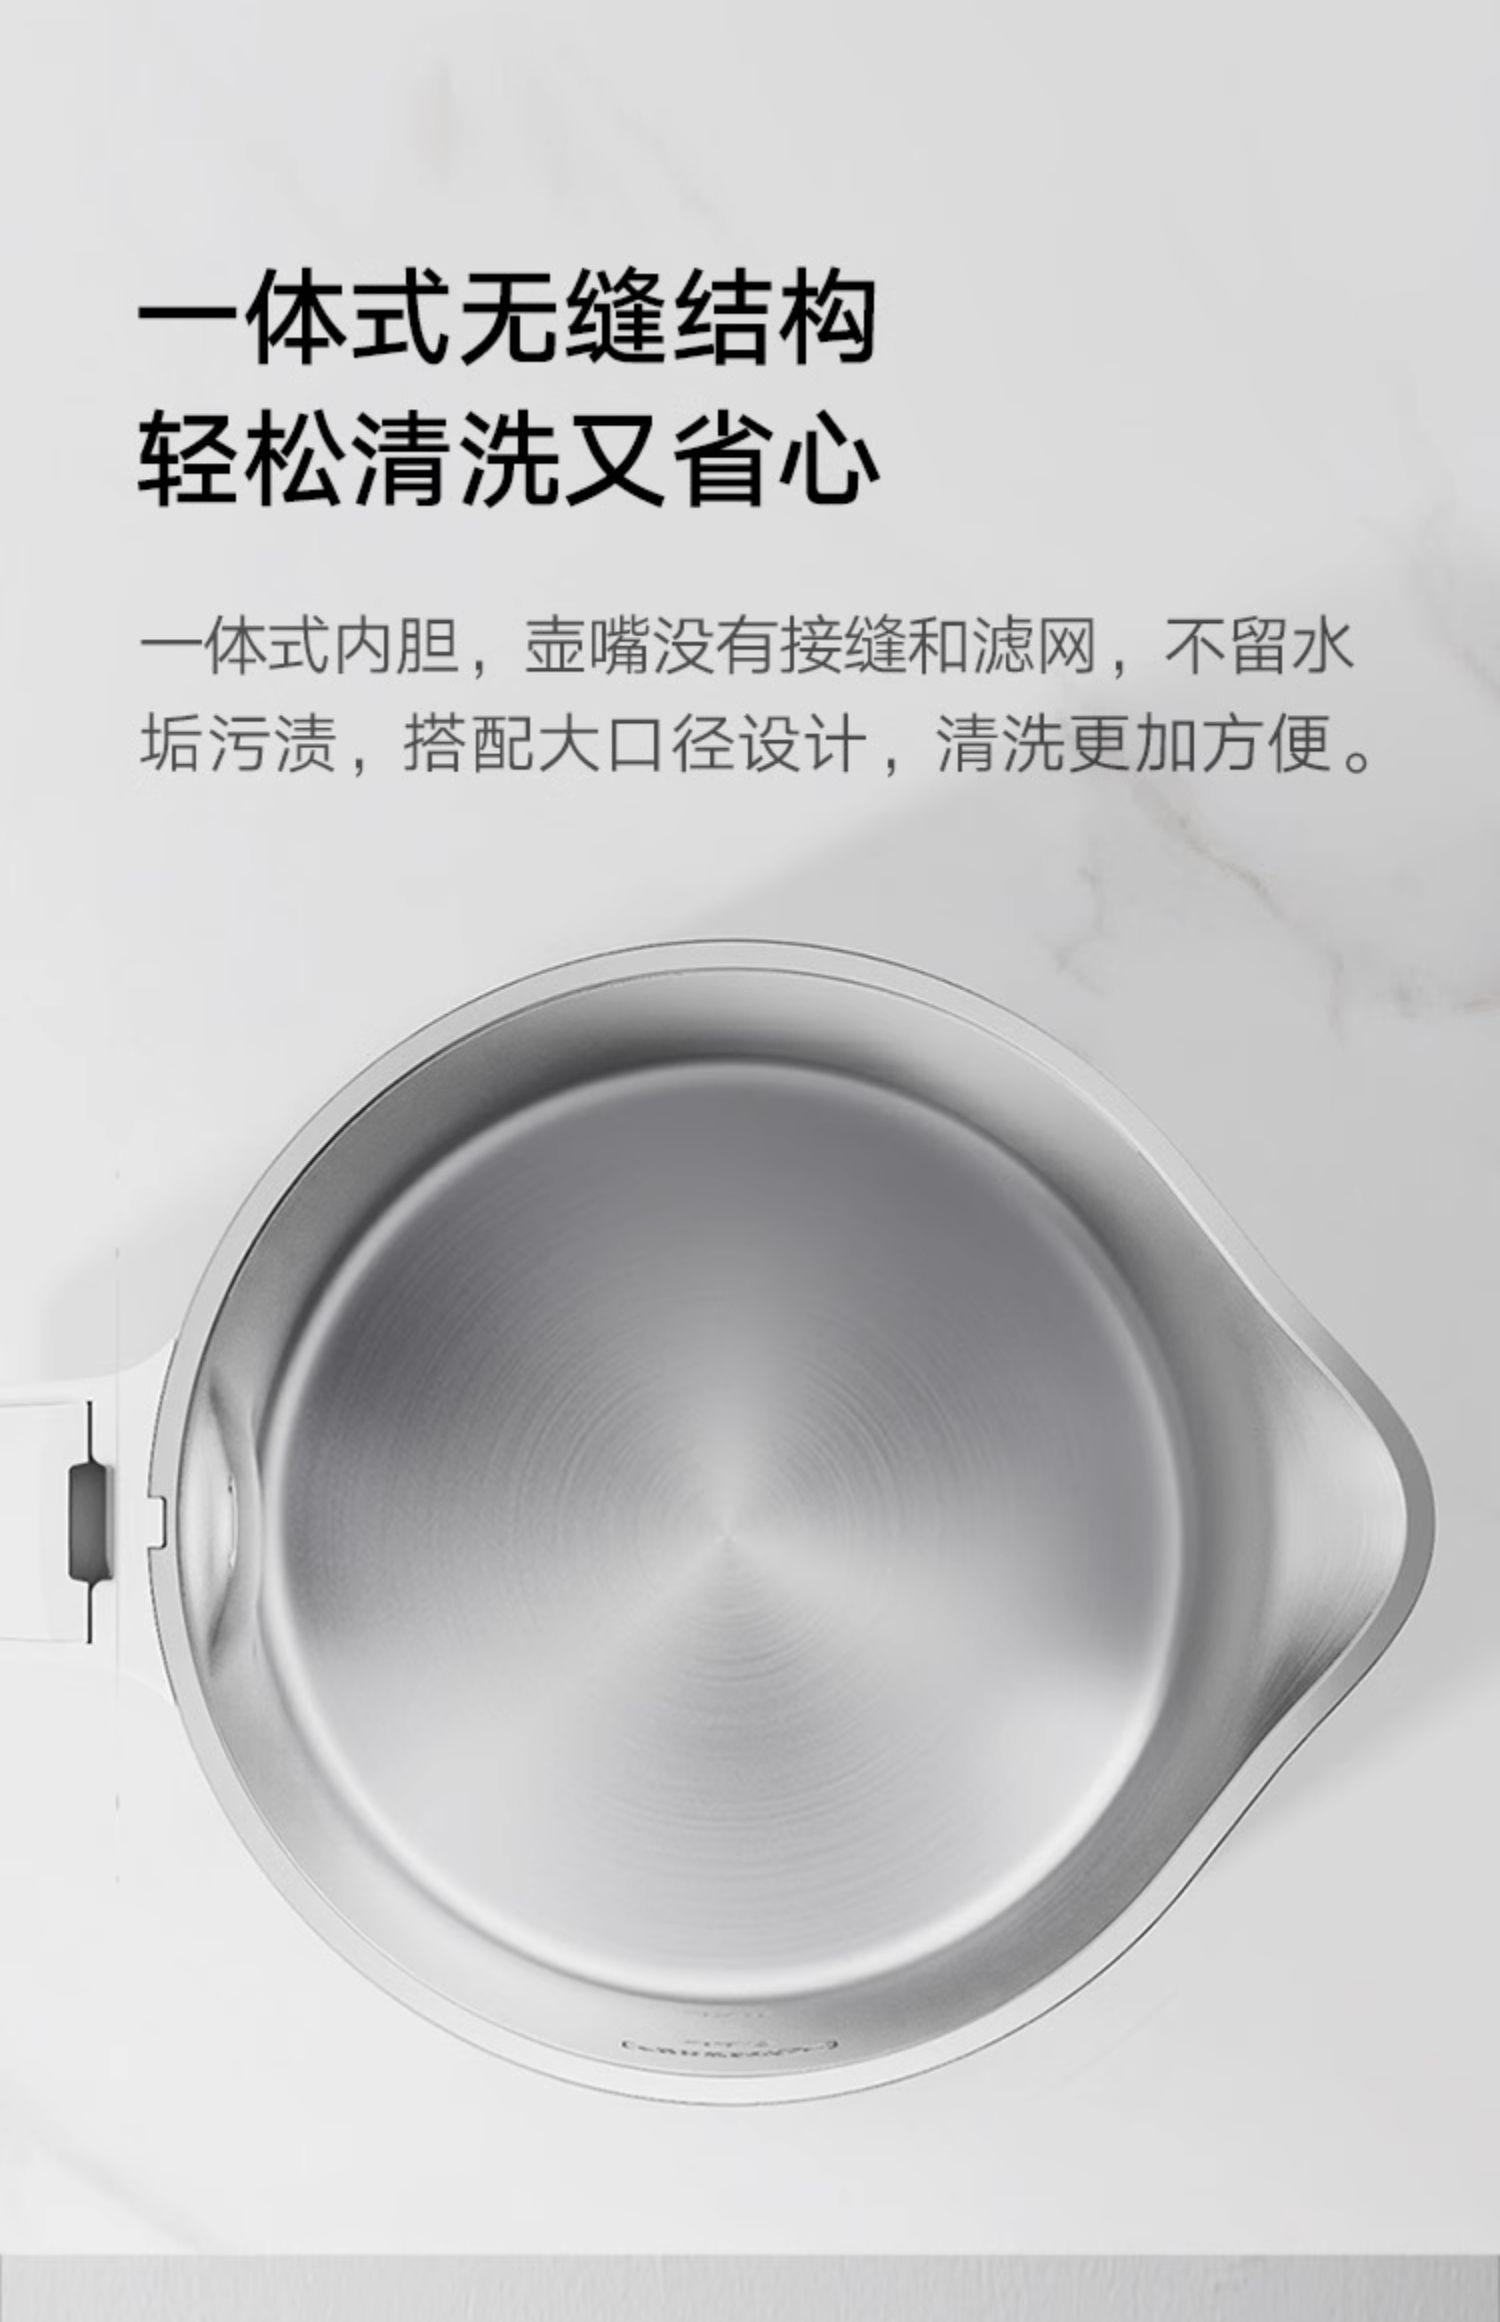 一体式无缝结构
轻松清洗又省心
一体式内胆，壶嘴没有接缝和滤网，不留水
垢污渍，搭配大口径设计，清洗更加方便。